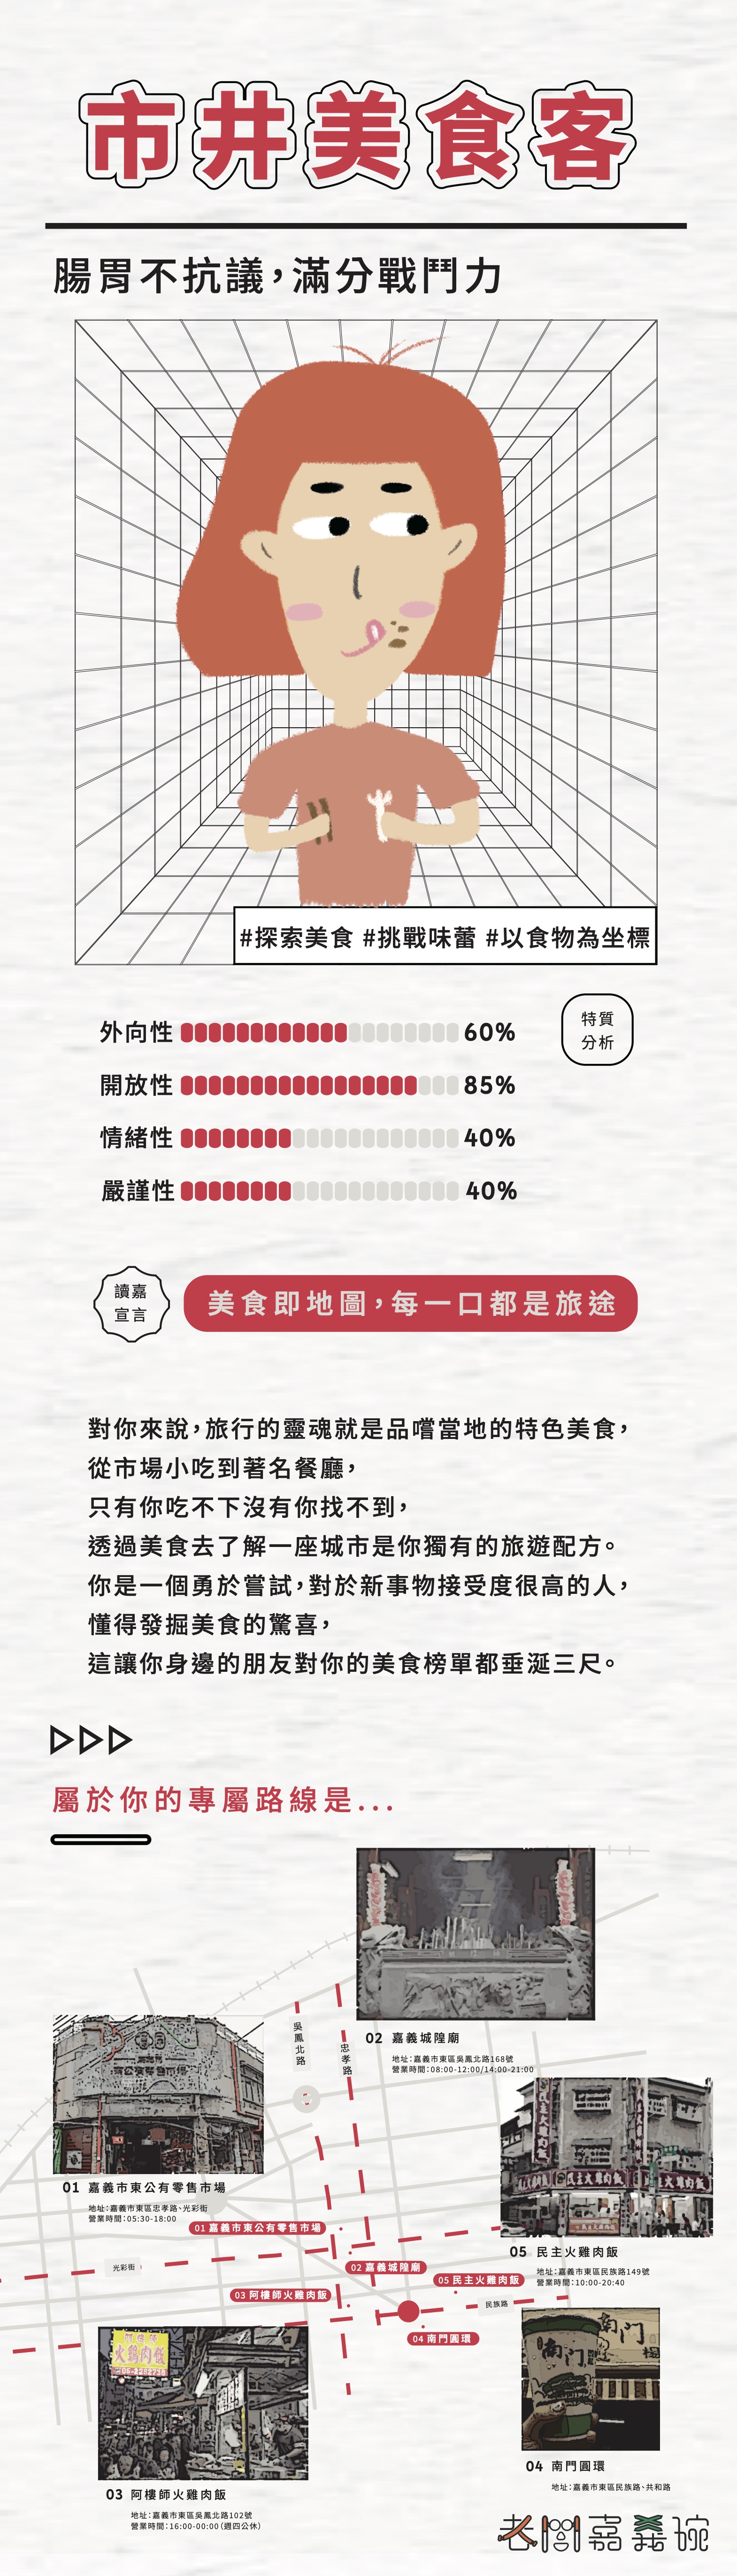 市井美食客
腸胃不抗議，滿分戰鬥力
#探索美食 #挑戰味蕾 #以食物為坐標
特質
分析
外向性 60%
開放性 85%
情緒性 40%
嚴謹性 40%
讀嘉
宣言
美食即地圖，每一口都是旅途
對你來說，旅行的靈魂就是品嚐當地的特色美食，
從市場小吃到著名餐廳，
只有你吃不下沒有你找不到，
透過美食去了解一座城市是你獨有的旅遊配方。
你是一個勇於嘗試，對於新事物接受度很高的人，
懂得發掘美食的驚喜，
這讓你身邊的朋友對你的美食榜單都垂涎三尺。
屬於你的專屬路線是...
吳鳳北路
忠孝路
02 嘉義城隍廟
地址：嘉義市東區吳鳳北路168號
營業時間：08:00-12:00/14:00-21:00
01 嘉義市東公有零售市場
地址：嘉義市東區忠孝路、光彩街
營業時間：05:30-18:00
01 嘉義市東公有零售市場
民主火雞肉飯
05 民主火雞肉飯
地址：嘉義市東區民族路149號
營業時間：10:00-20:40
光彩街
02 嘉義城隍廟
05 民主火雞肉飯
03 阿樓師火雞肉飯
民族路
04 南門圓環
火雞肉飯
南門
南門
04 南門圓環
地址：嘉義市東區民族路、共和路
03 阿樓師火雞肉飯
地址：嘉義市東區吳鳳北路102號
營業時間：16:00-00:00（週四公休）
老闆嘉義碗